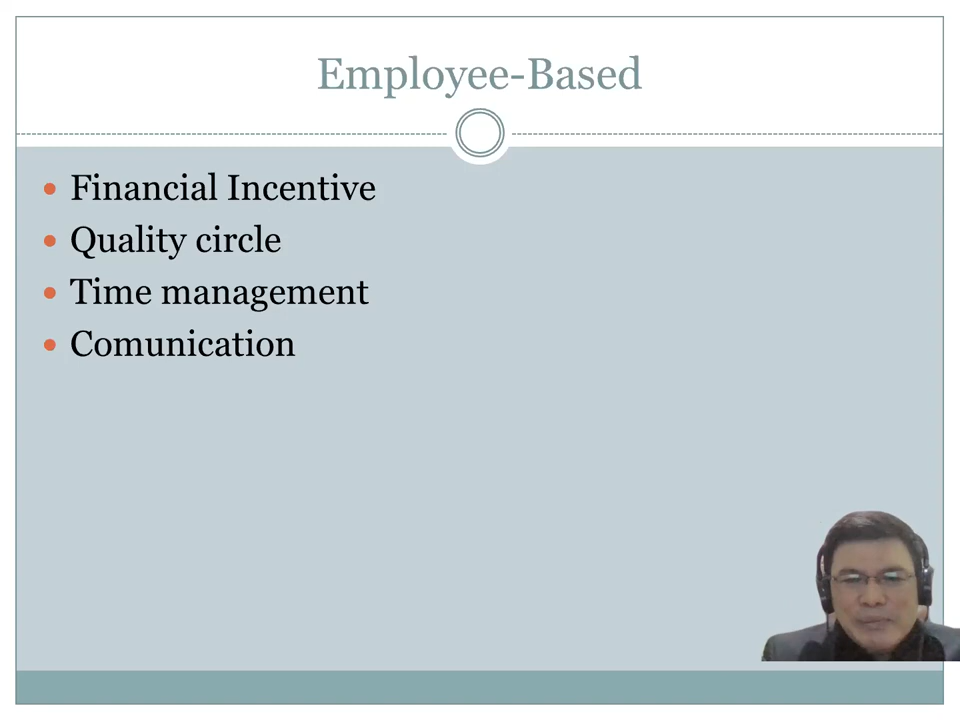 Employee-Based
Financial Incentive
Quality circle
Time management
Comunication